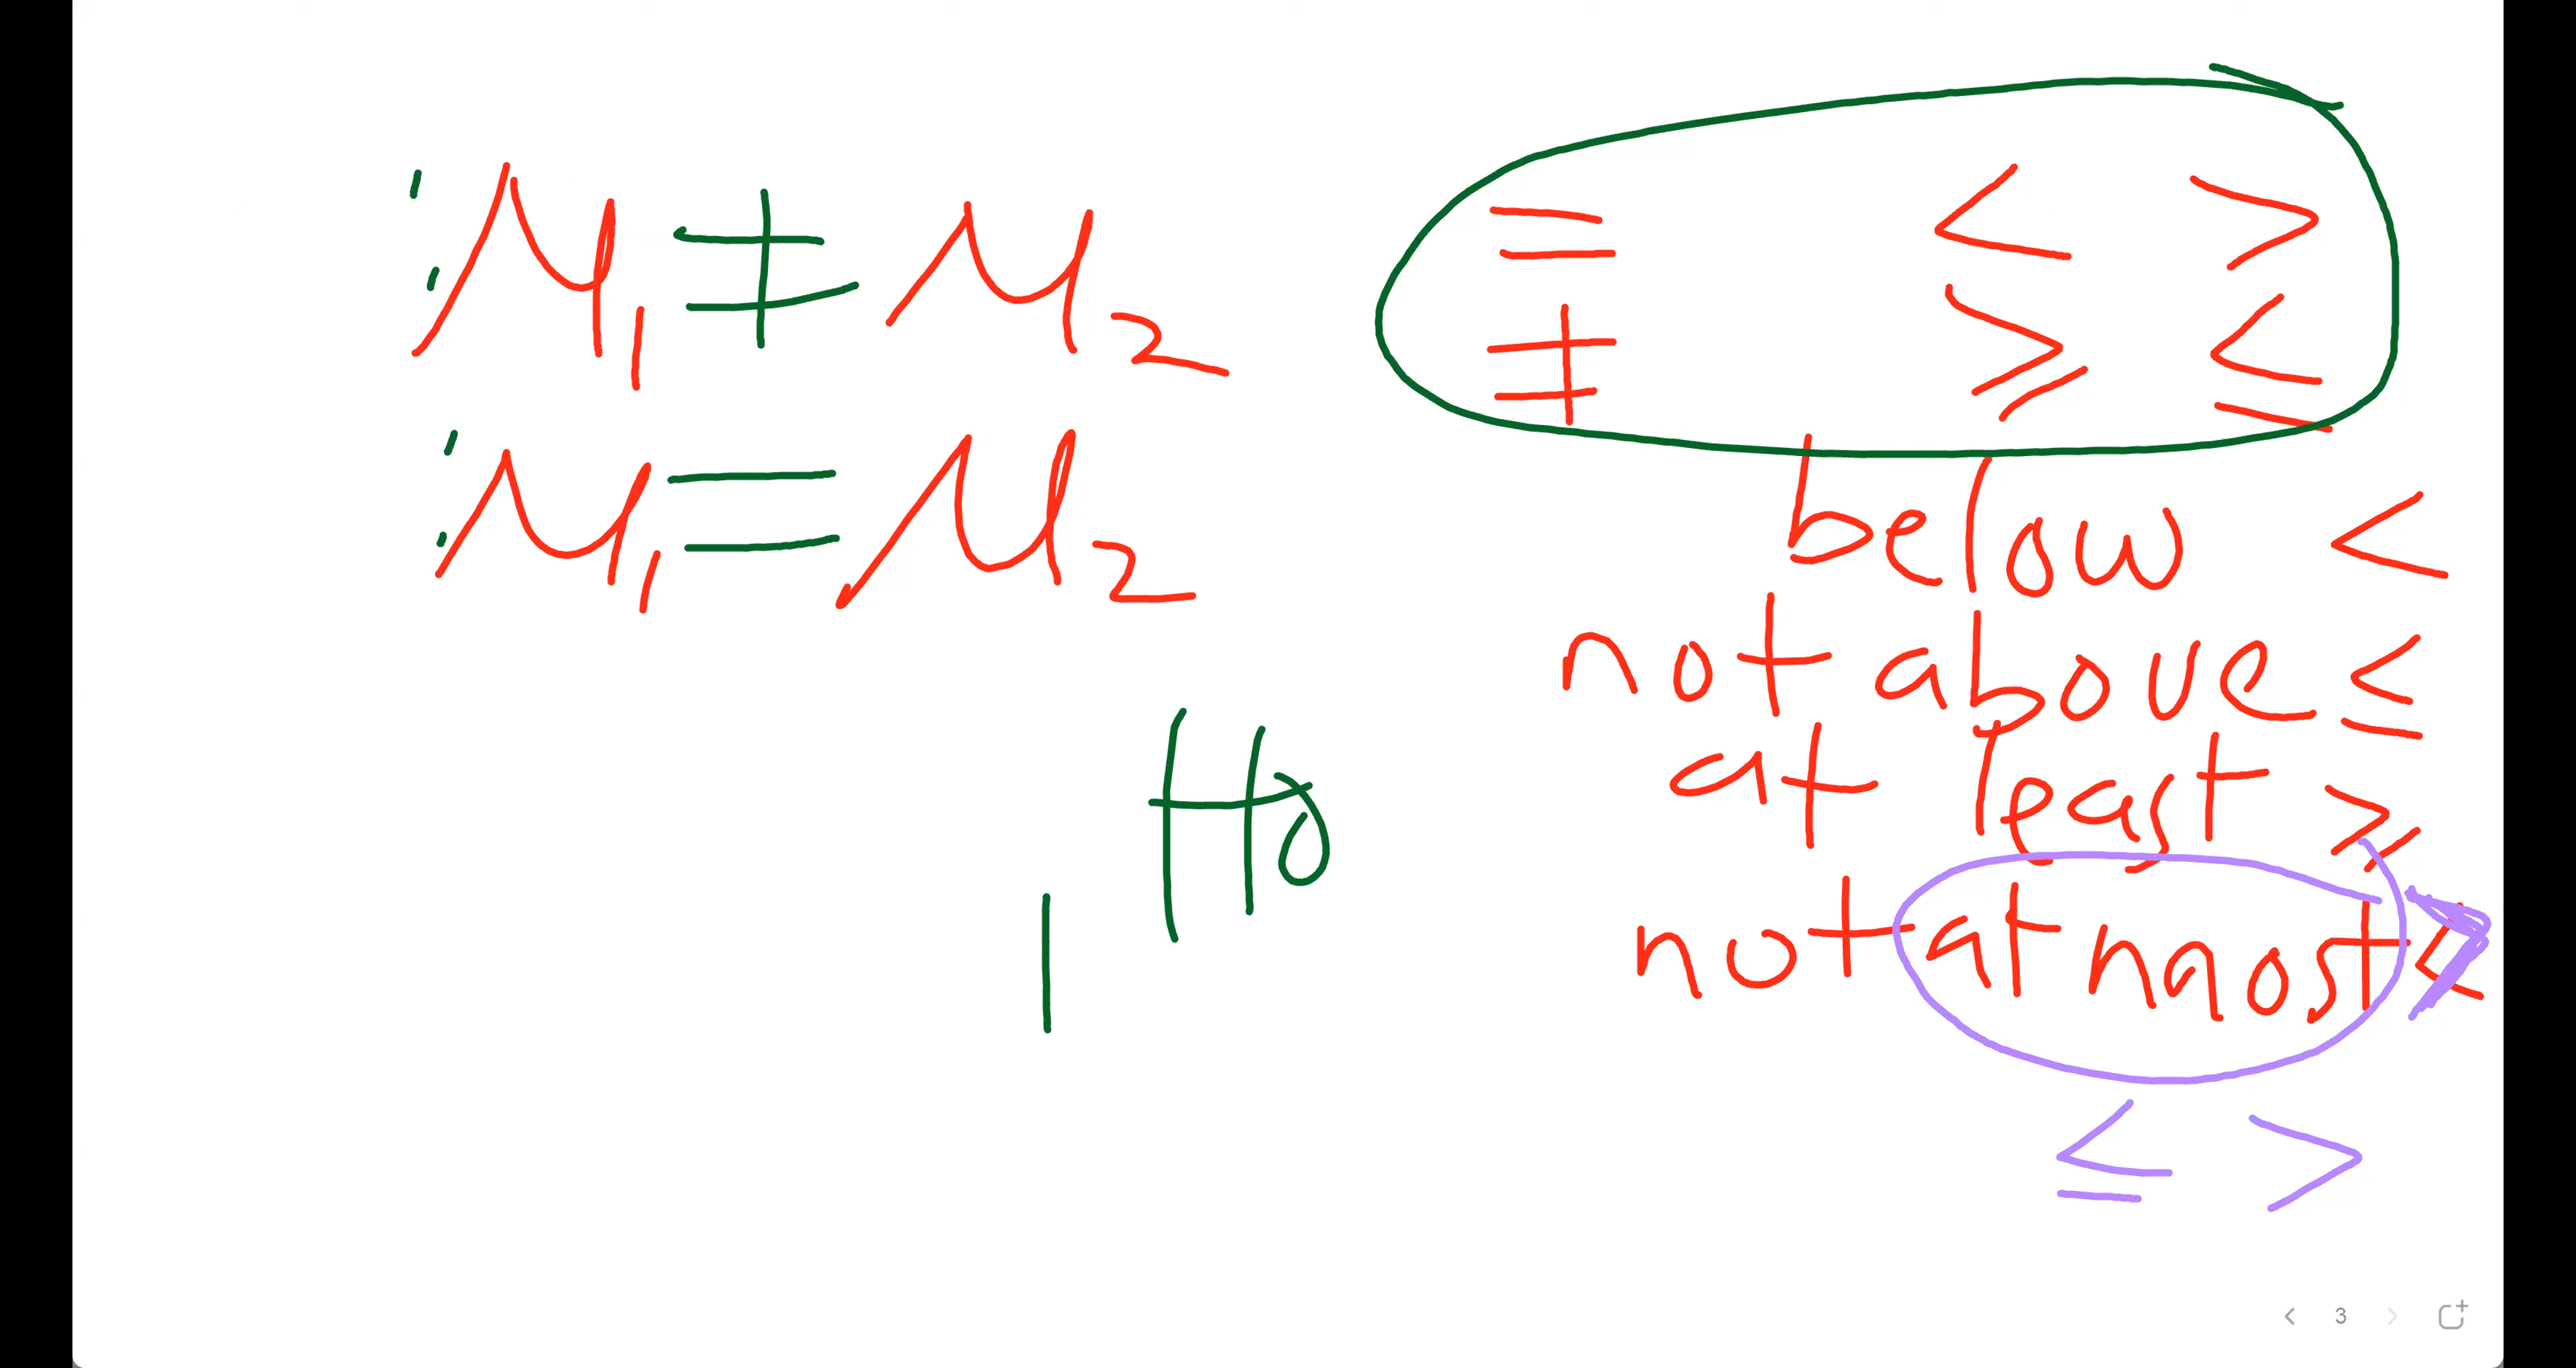 : μ₁ ≠ μ₂
: μ₁ = μ₂
= < >
≠ ≥ ≤
below <
not above ≤
at least ≥
not at most >
≤ >
H0
|
3